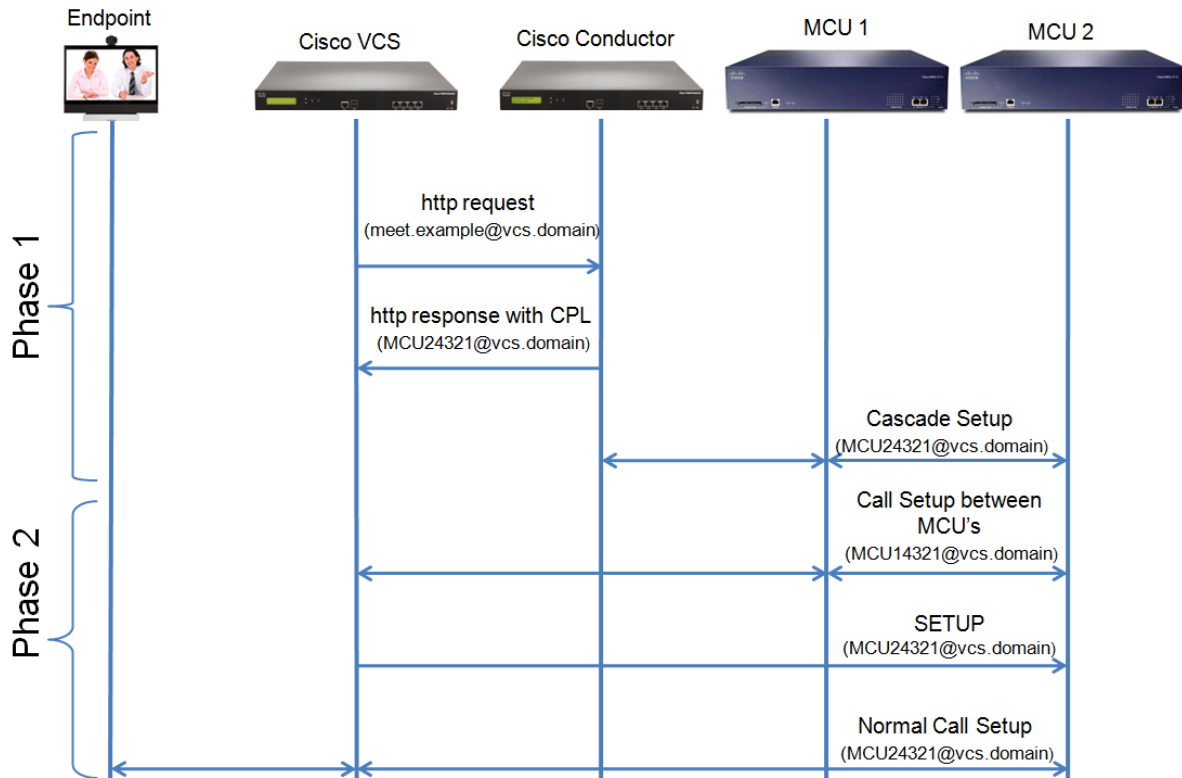 Endpoint
Cisco VCS
Cisco Conductor
MCU 1
MCU 2
Phase 1
http request
(meet.example@vcs.domain)
http response with CPL
(MCU24321@vcs.domain)
Cascade Setup
(MCU24321@vcs.domain)
Phase 2
Call Setup between
MCU's
(MCU14321@vcs.domain)
SETUP
(MCU24321@vcs.domain)
Normal Call Setup
(MCU24321@vcs.domain)